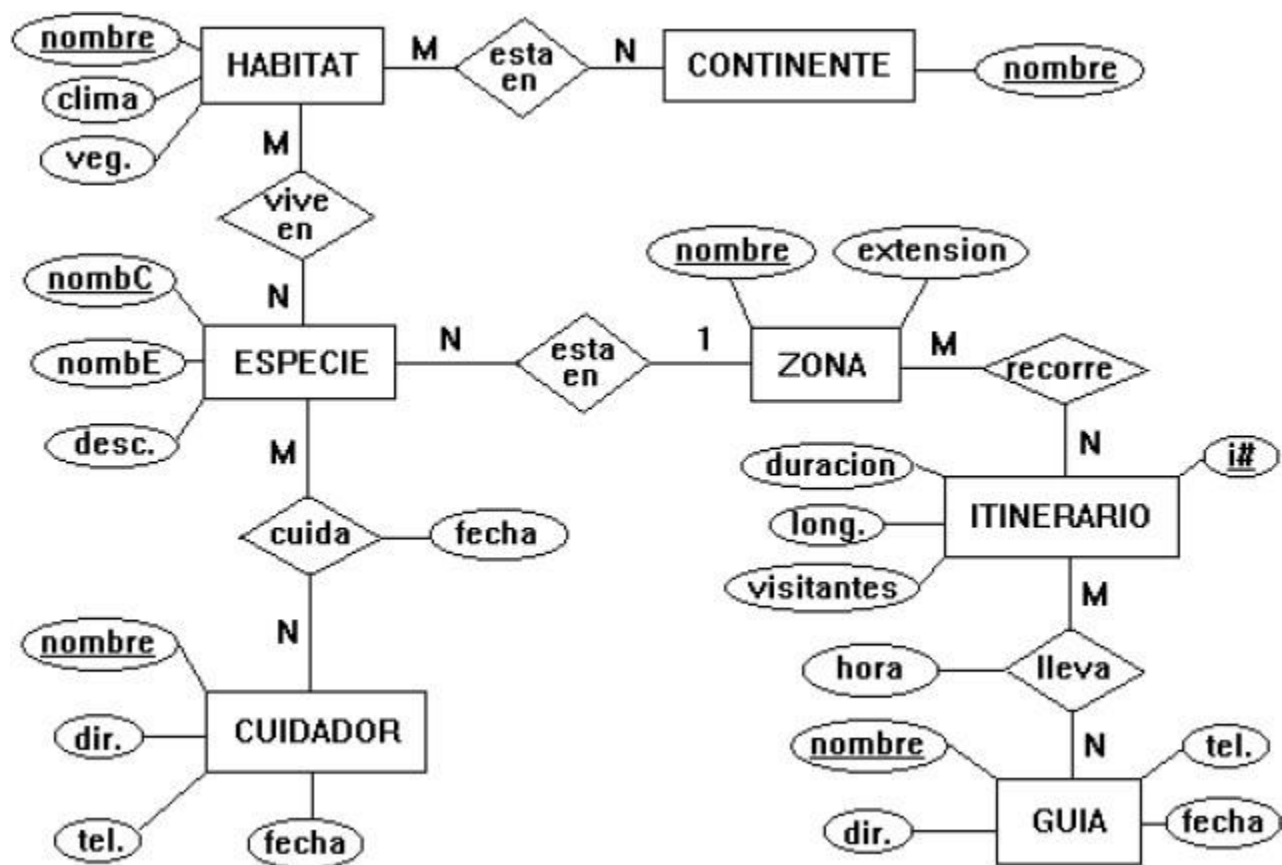 nombre
HABITAT
M
esta
en
N
CONTINENTE
nombre
clima
veg.
M
vive
en
N
nombC
nombE
desc.
ESPECIE
N
esta
en
1
nombre
extension
ZONA
M
recorre
N
M
cuida
fecha
N
nombre
dir.
tel.
CUIDADOR
fecha
duracion
long.
visitantes
i#
ITINERARIO
M
hora
lleva
N
nombre
dir.
GUIA
tel.
fecha